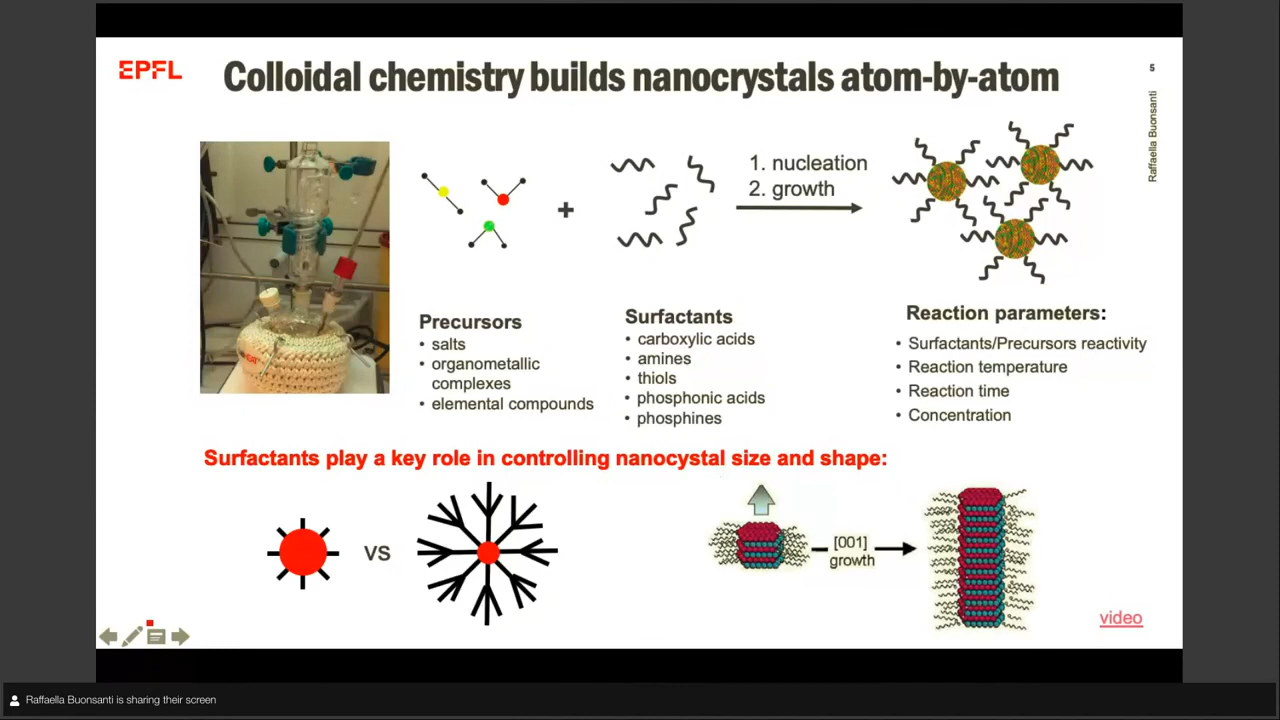 EPFL
Colloidal chemistry builds nanocrystals atom-by-atom
5
Raffaella Buonsanti
+
1. nucleation
2. growth
Precursors
• salts
• organometallic
complexes
• elemental compounds
Surfactants
• carboxylic acids
• amines
• thiols
• phosphonic acids
• phosphines
Reaction parameters:
• Surfactants/Precursors reactivity
• Reaction temperature
• Reaction time
• Concentration
Surfactants play a key role in controlling nanocystal size and shape:
VS
[001]
growth
video
Raffaella Buonsanti is sharing their screen